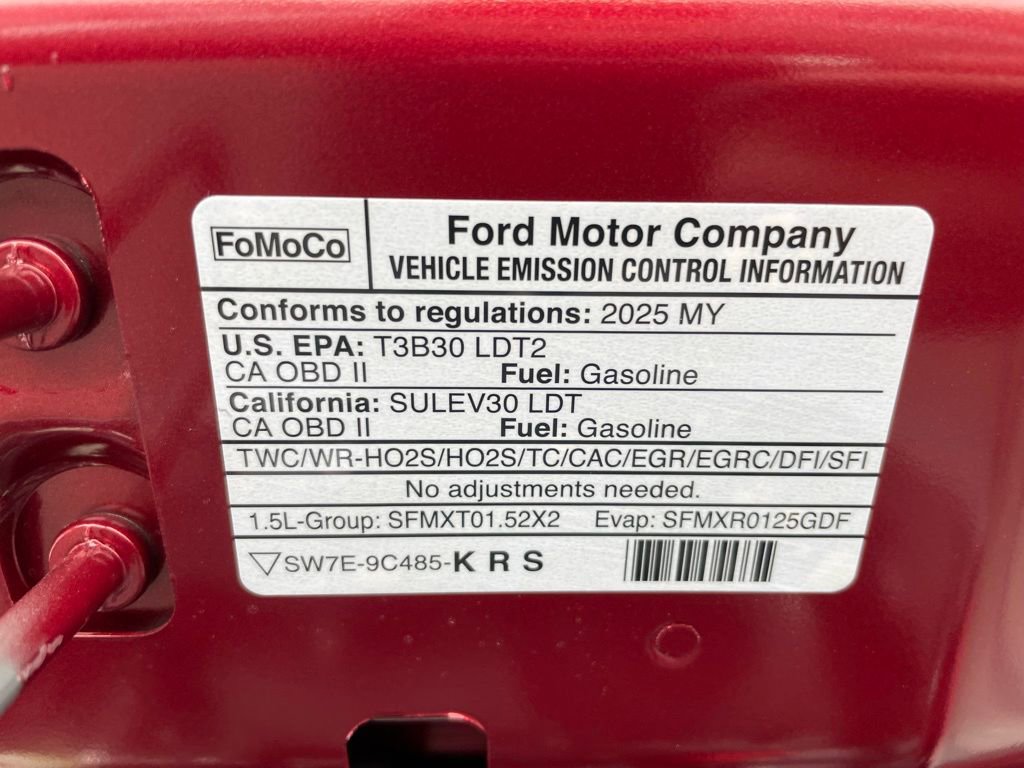 FoMoCo
Ford Motor Company
VEHICLE EMISSION CONTROL INFORMATION
Conforms to regulations: 2025 MY
U.S. EPA: T3B30 LDT2
CA OBD II Fuel: Gasoline
California: SULEV30 LDT
CA OBD II Fuel: Gasoline
TWC/WR-HO2S/HO2S/TC/CAC/EGR/EGRC/DFI/SFI
No adjustments needed.
1.5L-Group: SFMXT01.52X2 Evap: SFMXR0125GDF
▽SW7E-9C485-K R S